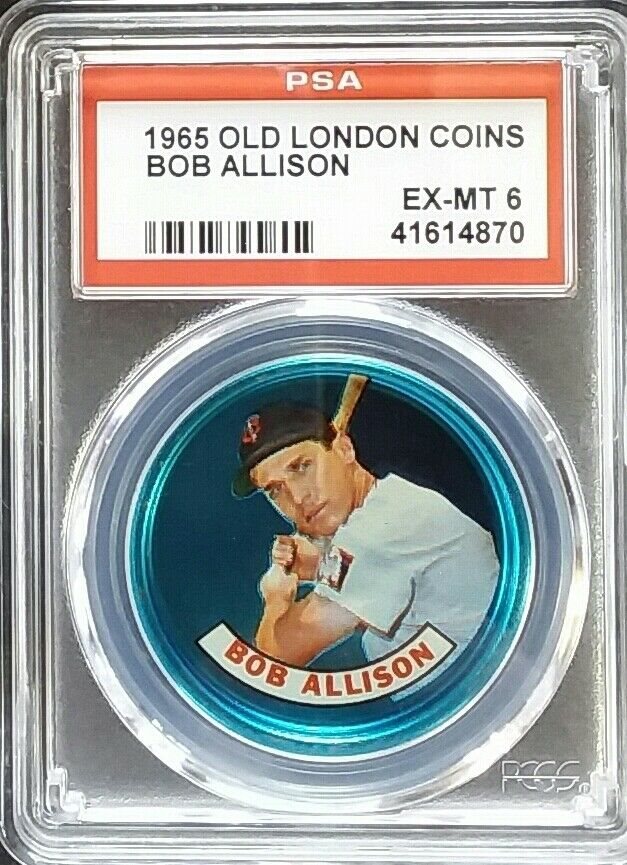 PSA
1965 OLD LONDON COINS
BOB ALLISON
EX-MT 6
41614870
BOB ALLISON
PCGS